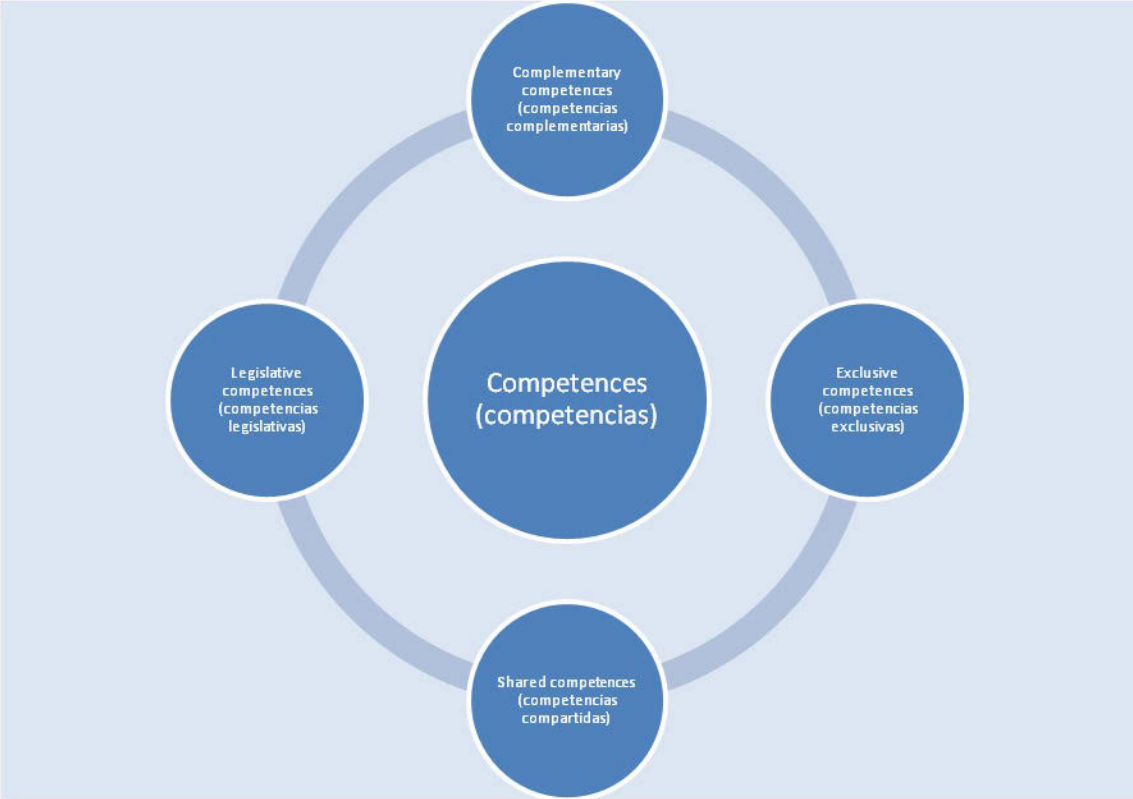 Complementary
competences
(competencias
complementarias)
Legislative
competences
(competencias
legislativas)
Competences
(competencias)
Exclusive
competences
(competencias
exclusivas)
Shared competences
(competencias
compartidas)